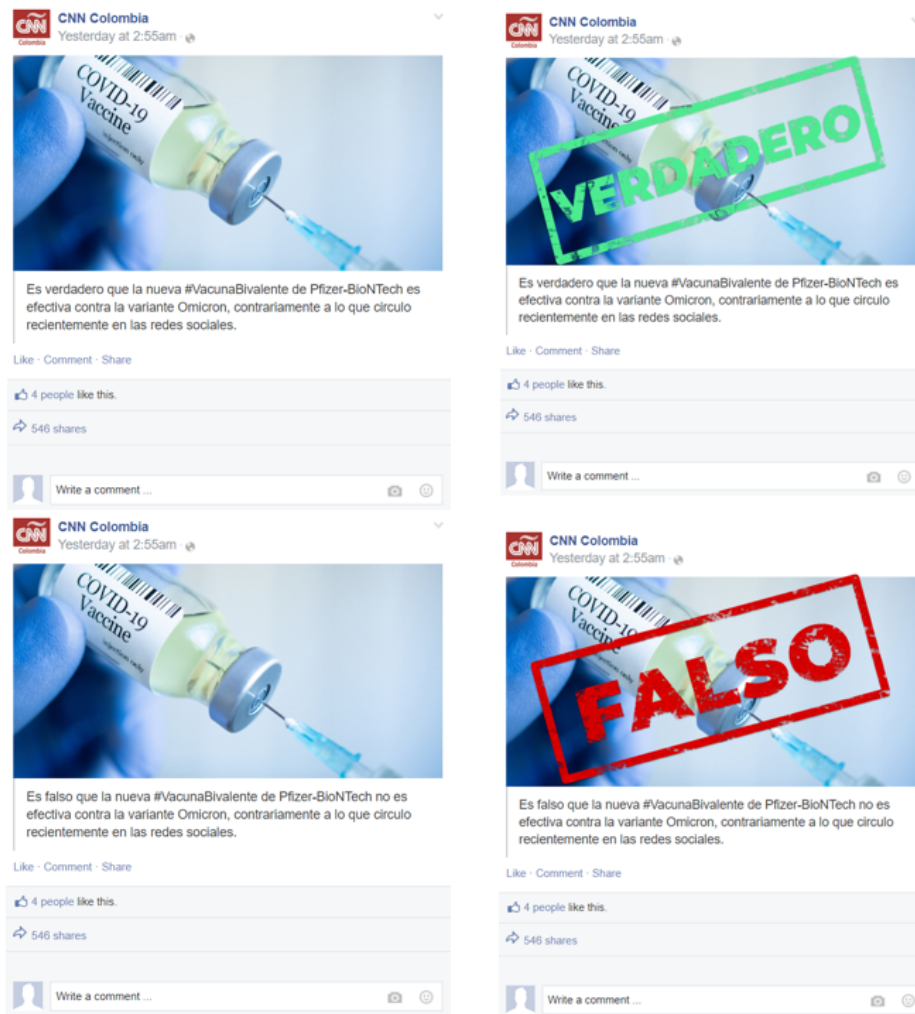 CNN
Colombia
CNN Colombia
Yesterday at 2:55am
COVID-19
Vaccine
Es verdadero que la nueva #VacunaBivalente de Pfizer-BioNTech es
efectiva contra la variante Omicron, contrariamente a lo que circulo
recientemente en las redes sociales.
Like · Comment · Share
4 people like this.
546 shares
Write a comment ...
CNN
Colombia
CNN Colombia
Yesterday at 2:55am
COVID-19
Vaccine
VERDADERO
Es verdadero que la nueva #VacunaBivalente de Pfizer-BioNTech es
efectiva contra la variante Omicron, contrariamente a lo que circulo
recientemente en las redes sociales.
Like · Comment · Share
4 people like this.
546 shares
Write a comment ...
CNN
Colombia
CNN Colombia
Yesterday at 2:55am
COVID-19
Vaccine
Es falso que la nueva #VacunaBivalente de Pfizer-BioNTech no es
efectiva contra la variante Omicron, contrariamente a lo que circulo
recientemente en las redes sociales.
Like · Comment · Share
4 people like this.
546 shares
Write a comment ...
CNN
Colombia
CNN Colombia
Yesterday at 2:55am
COVID-19
Vaccine
FALSO
Es falso que la nueva #VacunaBivalente de Pfizer-BioNTech no es
efectiva contra la variante Omicron, contrariamente a lo que circulo
recientemente en las redes sociales.
Like · Comment · Share
4 people like this.
546 shares
Write a comment ...